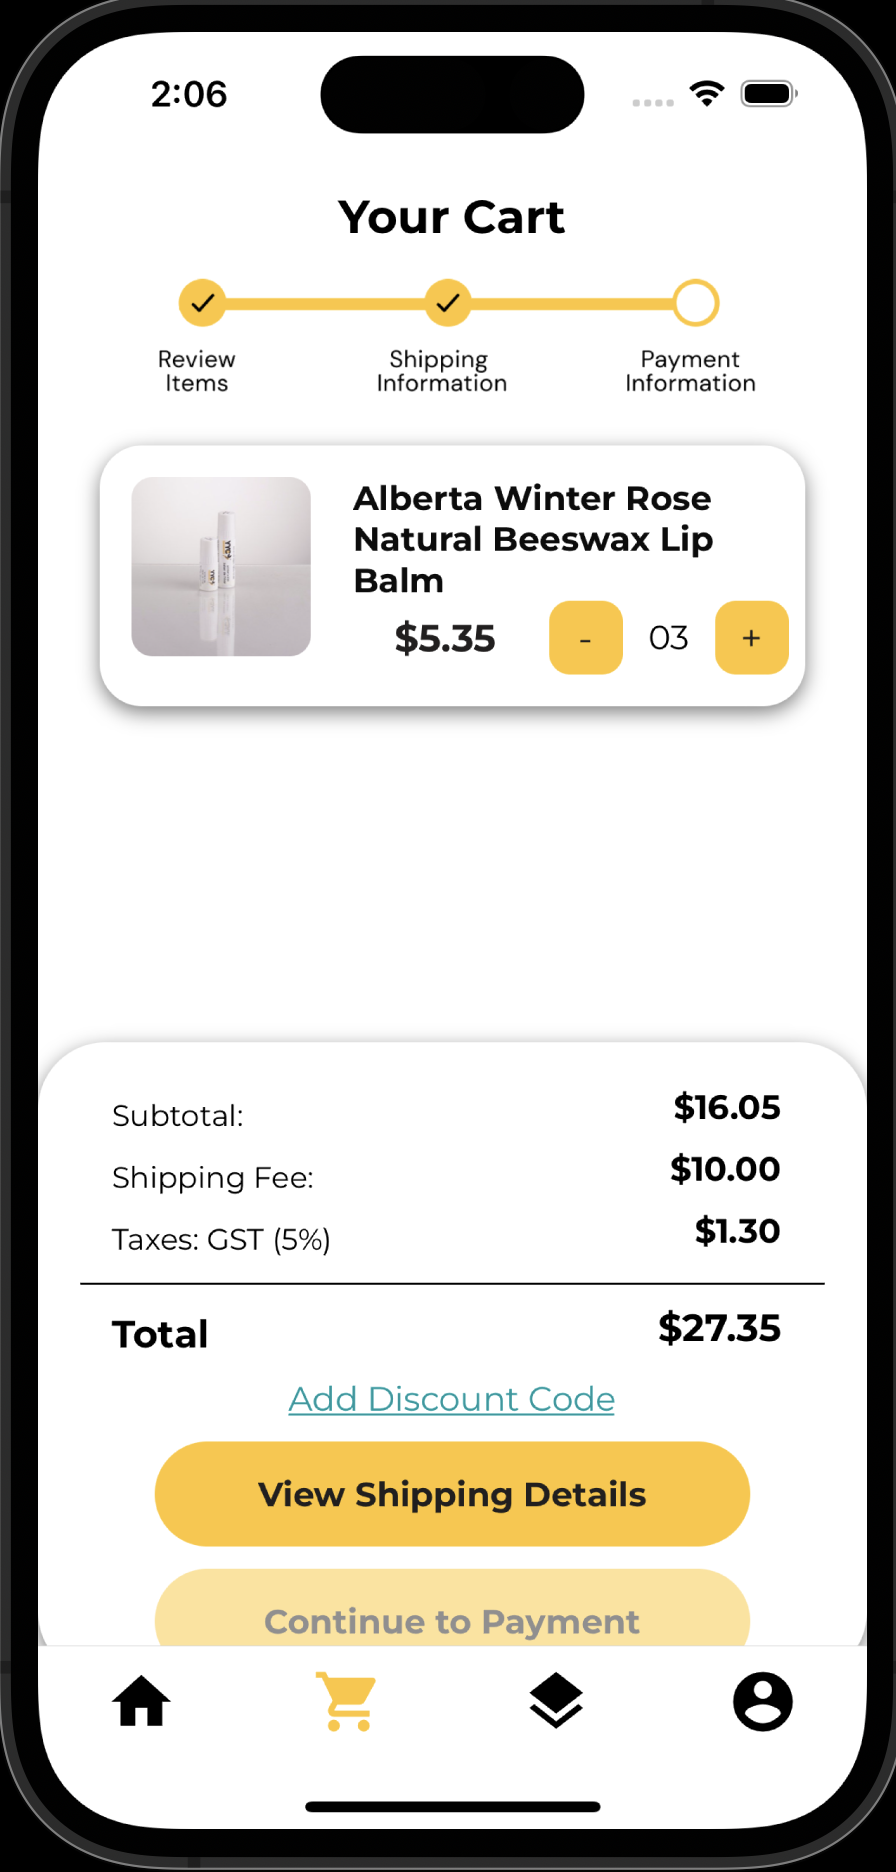 2:06
Your Cart
Review
Items
Shipping
Information
Payment
Information
Alberta Winter Rose
Natural Beeswax Lip
Balm
$5.35 - 03 +
Subtotal: $16.05
Shipping Fee: $10.00
Taxes: GST (5%) $1.30
Total $27.35
Add Discount Code
View Shipping Details
Continue to Payment